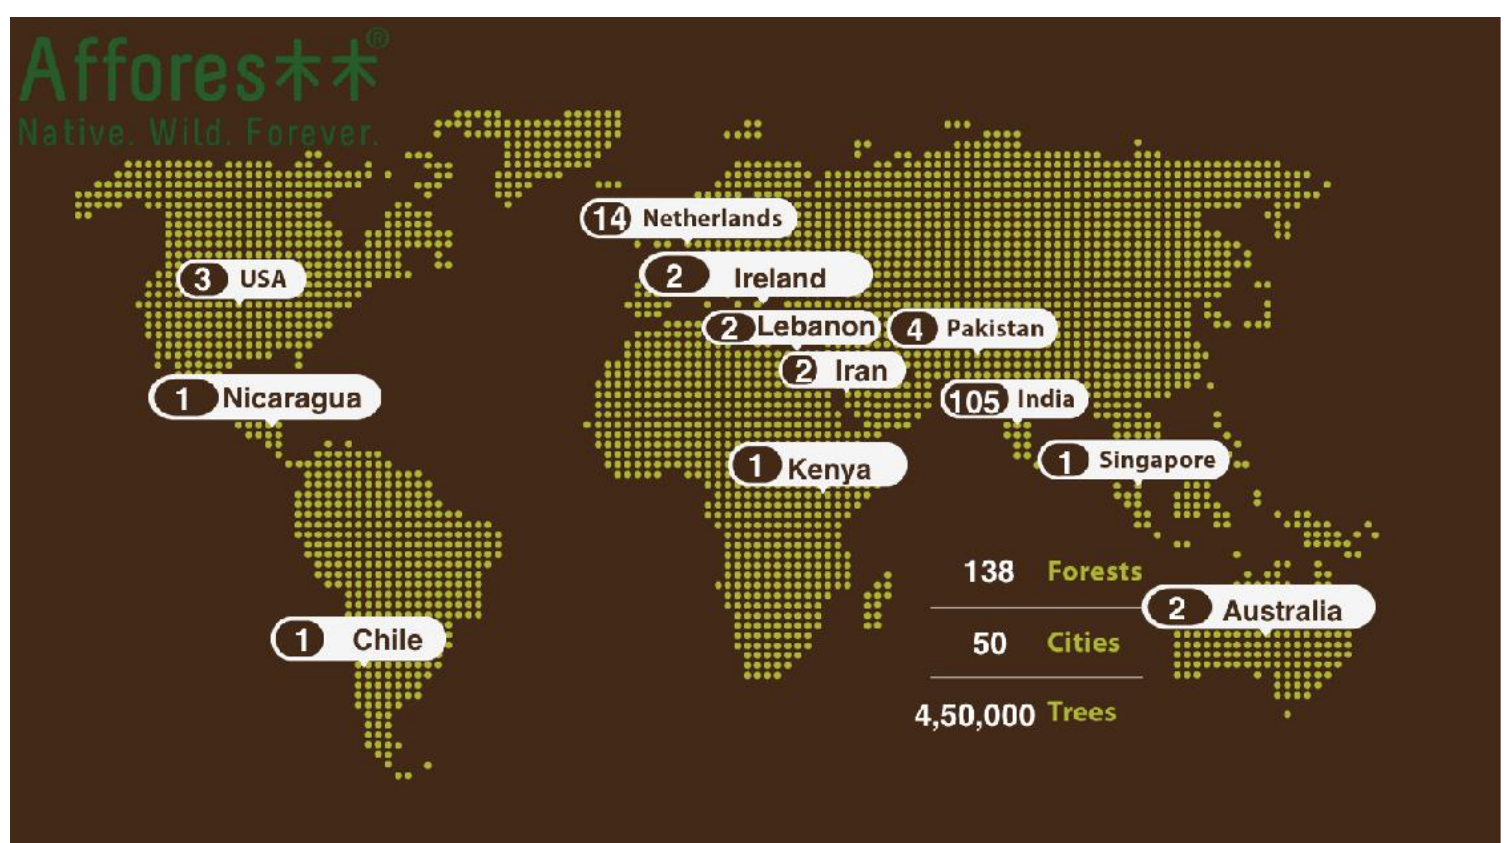 Affores木木®
Native. Wild. Forever.
14 Netherlands
3 USA
2 Ireland
2 Lebanon
4 Pakistan
2 Iran
1 Nicaragua
105 India
1 Kenya
1 Singapore
138 Forests
2 Australia
1 Chile
50 Cities
4,50,000 Trees